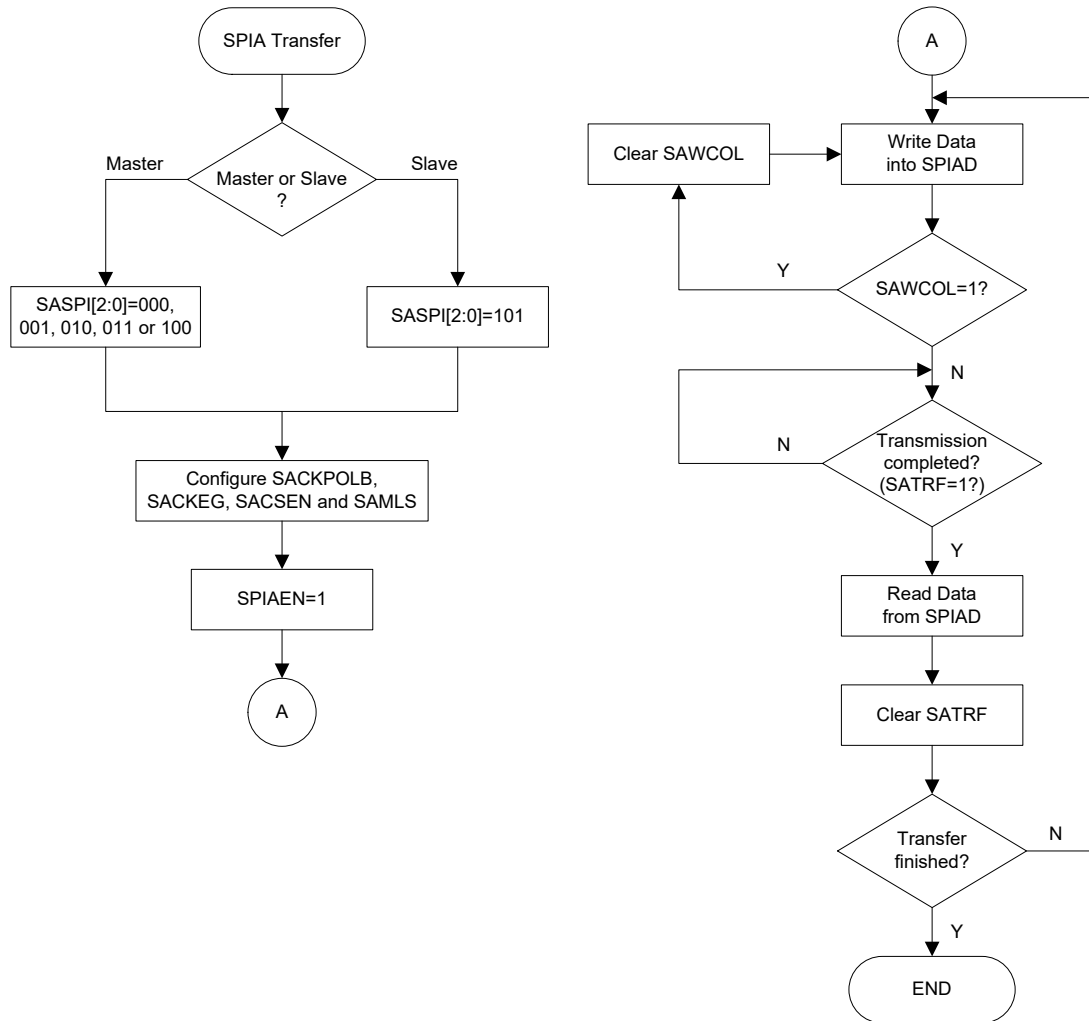 SPIA Transfer
Master
Slave
Master or Slave
?
SASPI[2:0]=000,
001, 010, 011 or 100
SASPI[2:0]=101
Configure SACKPOLB,
SACKEG, SACSEN and SAMLS
SPIAEN=1
A
A
Clear SAWCOL
Write Data
into SPIAD
Y
SAWCOL=1?
N
N
Transmission
completed?
(SATRF=1?)
Y
Read Data
from SPIAD
Clear SATRF
Transfer
finished?
N
Y
END